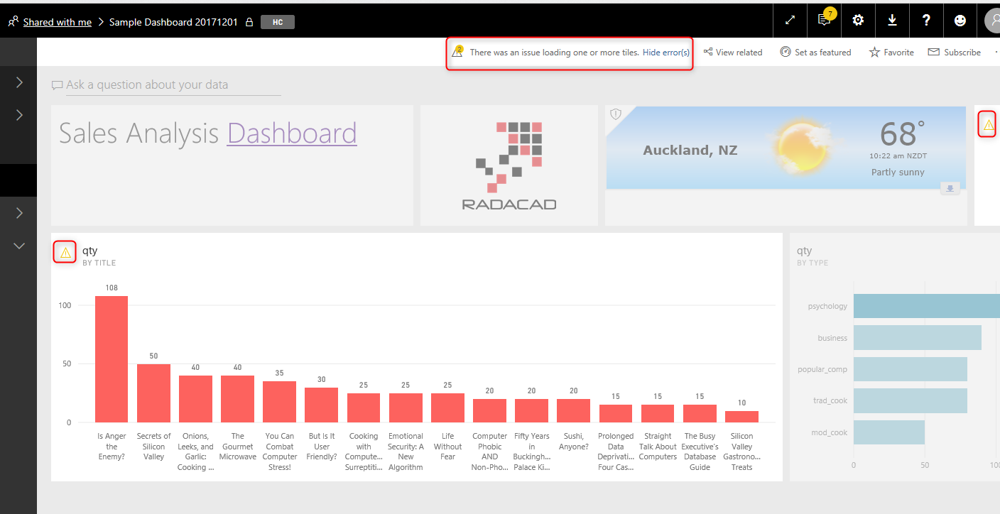 Shared with me > Sample Dashboard 20171201 HC
7
2 There was an issue loading one or more tiles. Hide error(s)
View related
Set as featured
Favorite
Subscribe
Ask a question about your data
Sales Analysis Dashboard
RADACAD
Auckland, NZ
68°
10:22 am NZDT
Partly sunny
qty
BY TITLE
108
50
40
40
35
30
25
25
25
20
20
20
15
15
15
10
100
50
0
Is Anger
the
Enemy?
Secrets of
Silicon
Valley
Onions,
Leeks, and
Garlic:
Cooking ...
The
Gourmet
Microwave
You Can
Combat
Computer
Stress!
But Is It
User
Friendly?
Cooking
with
Compute...
Surreptiti...
Emotional
Security: A
New
Algorithm
Life
Without
Fear
Computer
Phobic
AND
Non-Pho...
Fifty Years
in
Buckingh...
Palace Ki...
Sushi,
Anyone?
Prolonged
Data
Deprivati...
Four Cas...
Straight
Talk About
Computers
The Busy
Executive's
Database
Guide
Silicon
Valley
Gastrono...
Treats
qty
BY TYPE
psychology
business
popular_comp
trad_cook
mod_cook
0
50
100